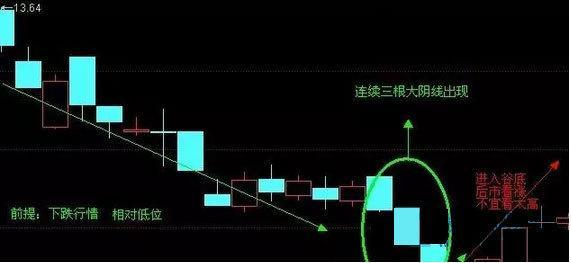 13.64
连续三根大阴线出现
进入谷底
后市看涨
不宜看太高
前提：下跌行情 相对低位